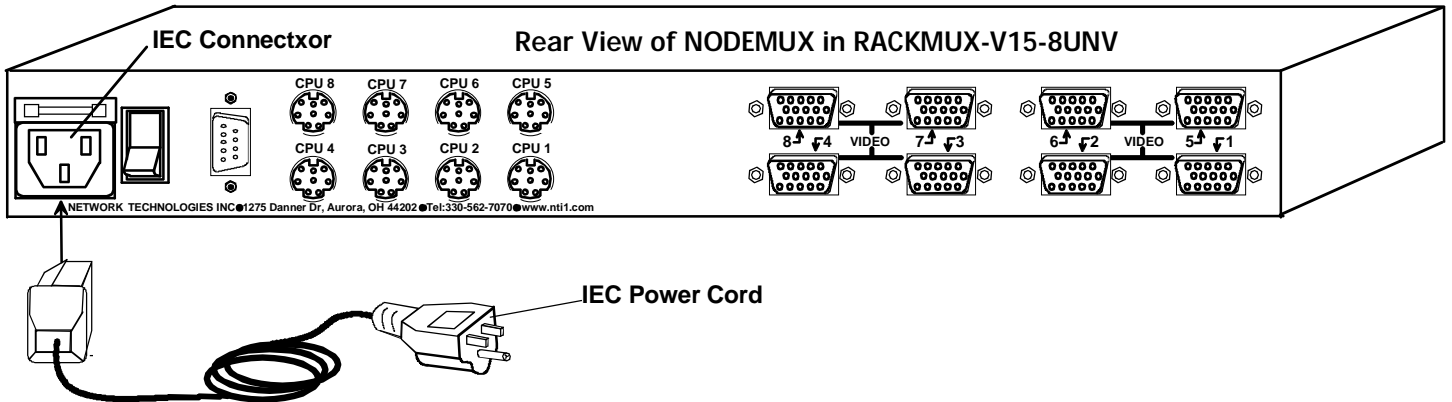 IEC Connectxor
Rear View of NODEMUX in RACKMUX-V15-8UNV
CPU 8 CPU 7 CPU 6 CPU 5
8 4 VIDEO 7 3 6 2 VIDEO 5 1
CPU 4 CPU 3 CPU 2 CPU 1
NETWORK TECHNOLOGIES INC●1275 Danner Dr, Aurora, OH 44202●Tel:330-562-7070●www.nti1.com
IEC Power Cord